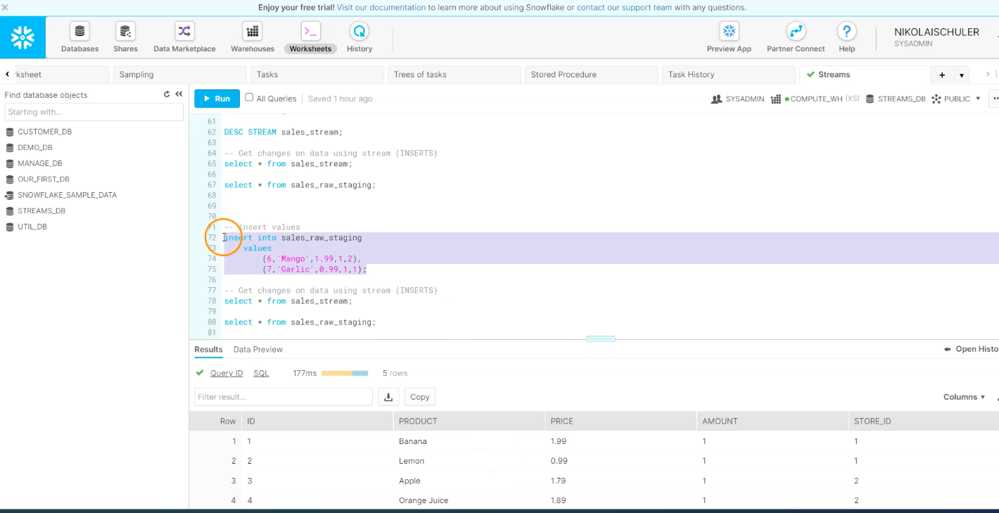 Enjoy your free trial! Visit our documentation to learn more about using Snowflake or contact our support team with any questions.
Databases
Shares
Data Marketplace
Warehouses
Worksheets
History
Preview App
Partner Connect
Help
NIKOLAISCHULER
SYSADMIN
ksheet
Sampling
Tasks
Trees of tasks
Stored Procedure
Task History
Streams
Find database objects
Starting with...
CUSTOMER_DB
DEMO_DB
MANAGE_DB
OUR_FIRST_DB
SNOWFLAKE_SAMPLE_DATA
STREAMS_DB
UTIL_DB
Run All Queries Saved 1 hour ago SYSADMIN COMPUTE_WH (XS) STREAMS_DB PUBLIC
61
62 DESC STREAM sales_stream;
63
64 -- Get changes on data using stream (INSERTS)
65 select * from sales_stream;
66
67 select * from sales_raw_staging;
68
69
70
71 -- insert values
72 insert into sales_raw_staging
73 values
74 (6,'Mango',1.99,1,2),
75 (7,'Garlic',0.99,1,1);
76
77 -- Get changes on data using stream (INSERTS)
78 select * from sales_stream;
79
80 select * from sales_raw_staging;
81
Results Data Preview Open Histo
Query ID SQL 177ms 5 rows
Filter result... Copy Columns
Row ID PRODUCT PRICE AMOUNT STORE_ID
1 1 Banana 1.99 1 1
2 2 Lemon 0.99 1 1
3 3 Apple 1.79 1 2
4 4 Orange Juice 1.89 1 2